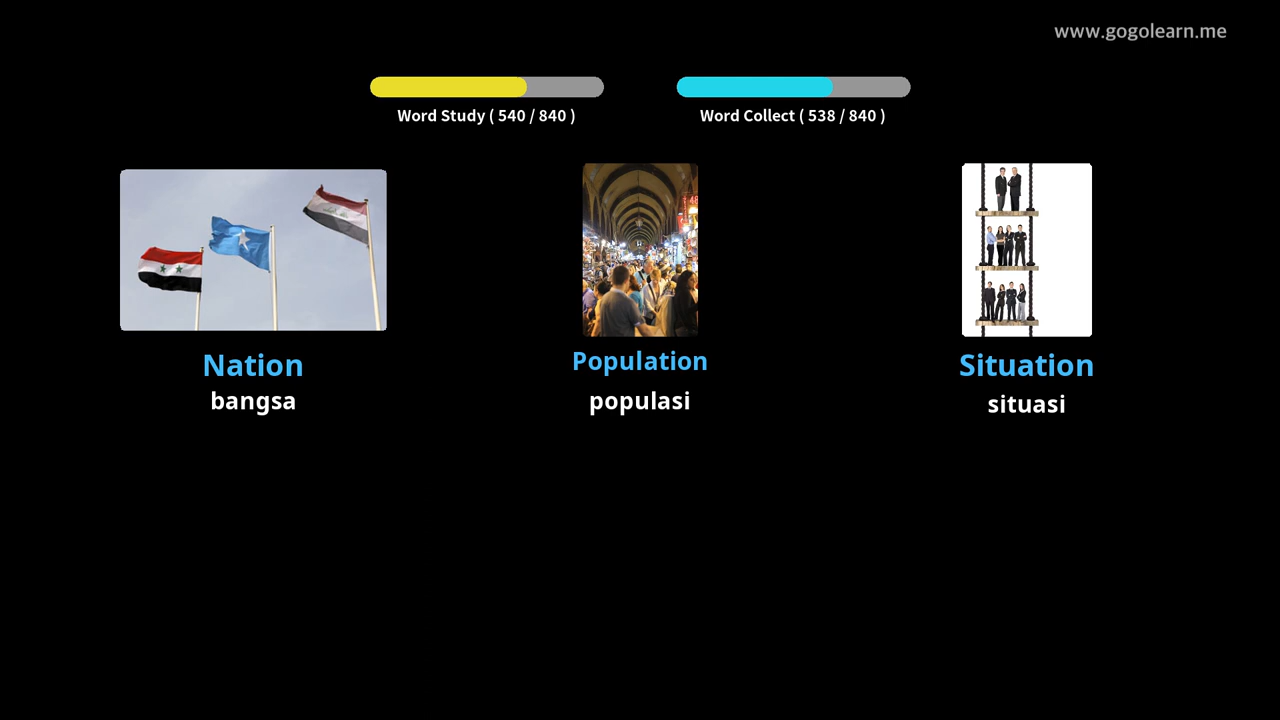 www.gogolearn.me
Word Study ( 540 / 840 )
Word Collect ( 538 / 840 )
Nation
bangsa
Population
populasi
Situation
situasi